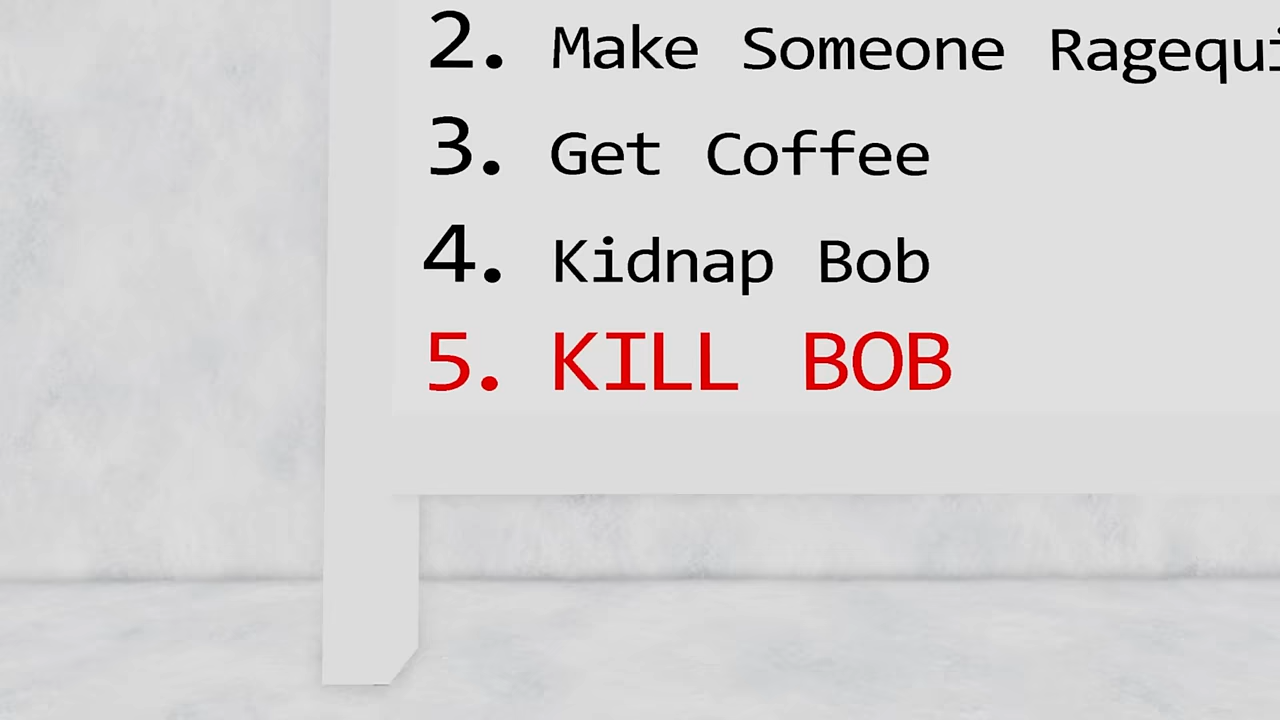 2. Make Someone Ragequi
3. Get Coffee
4. Kidnap Bob
5. KILL BOB